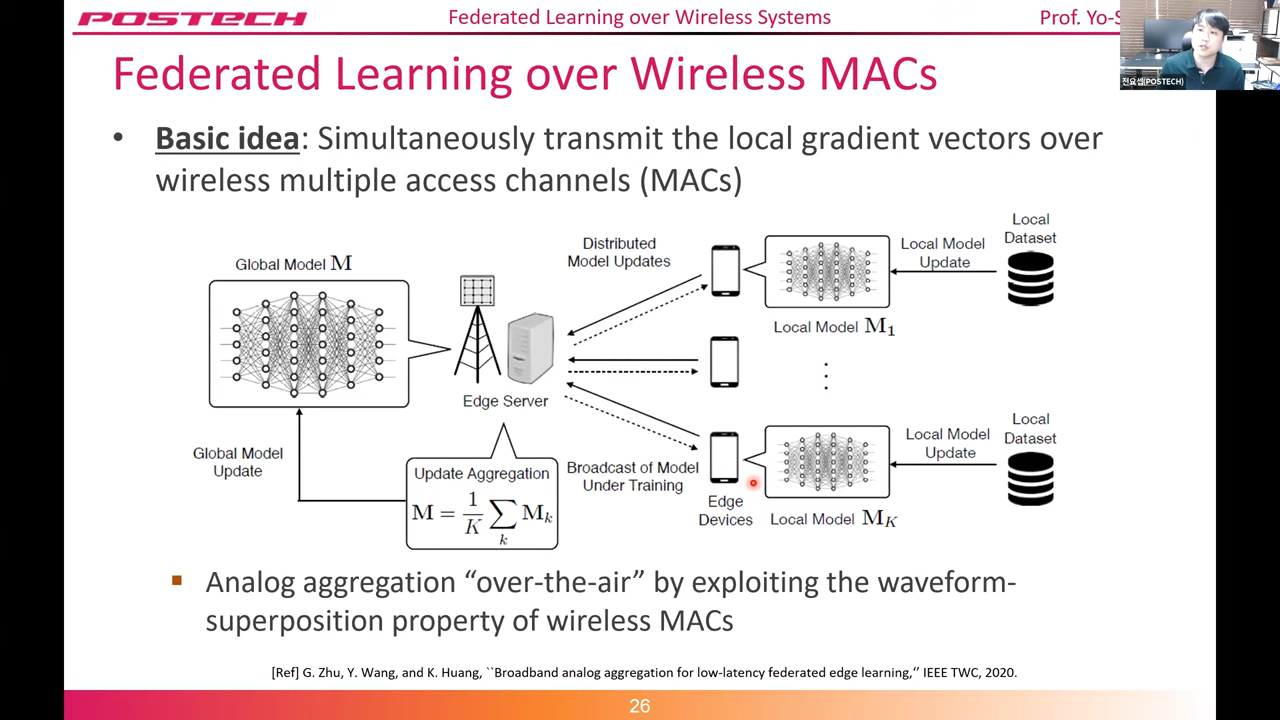 POSTECH
Federated Learning over Wireless Systems
Prof. Yo-S
전요셉(POSTECH)
Federated Learning over Wireless MACs
• Basic idea: Simultaneously transmit the local gradient vectors over
wireless multiple access channels (MACs)
Global Model M
Distributed
Model Updates
Local Model
Update
Local
Dataset
Local Model M₁
Edge Server
Global Model
Update
Update Aggregation
M = 1/K ∑ₖ Mₖ
Broadcast of Model
Under Training
Edge
Devices
Local Model
Update
Local
Dataset
Local Model M_K
▪ Analog aggregation “over-the-air” by exploiting the waveform-
superposition property of wireless MACs
[Ref] G. Zhu, Y. Wang, and K. Huang, ``Broadband analog aggregation for low-latency federated edge learning,’’ IEEE TWC, 2020.
26